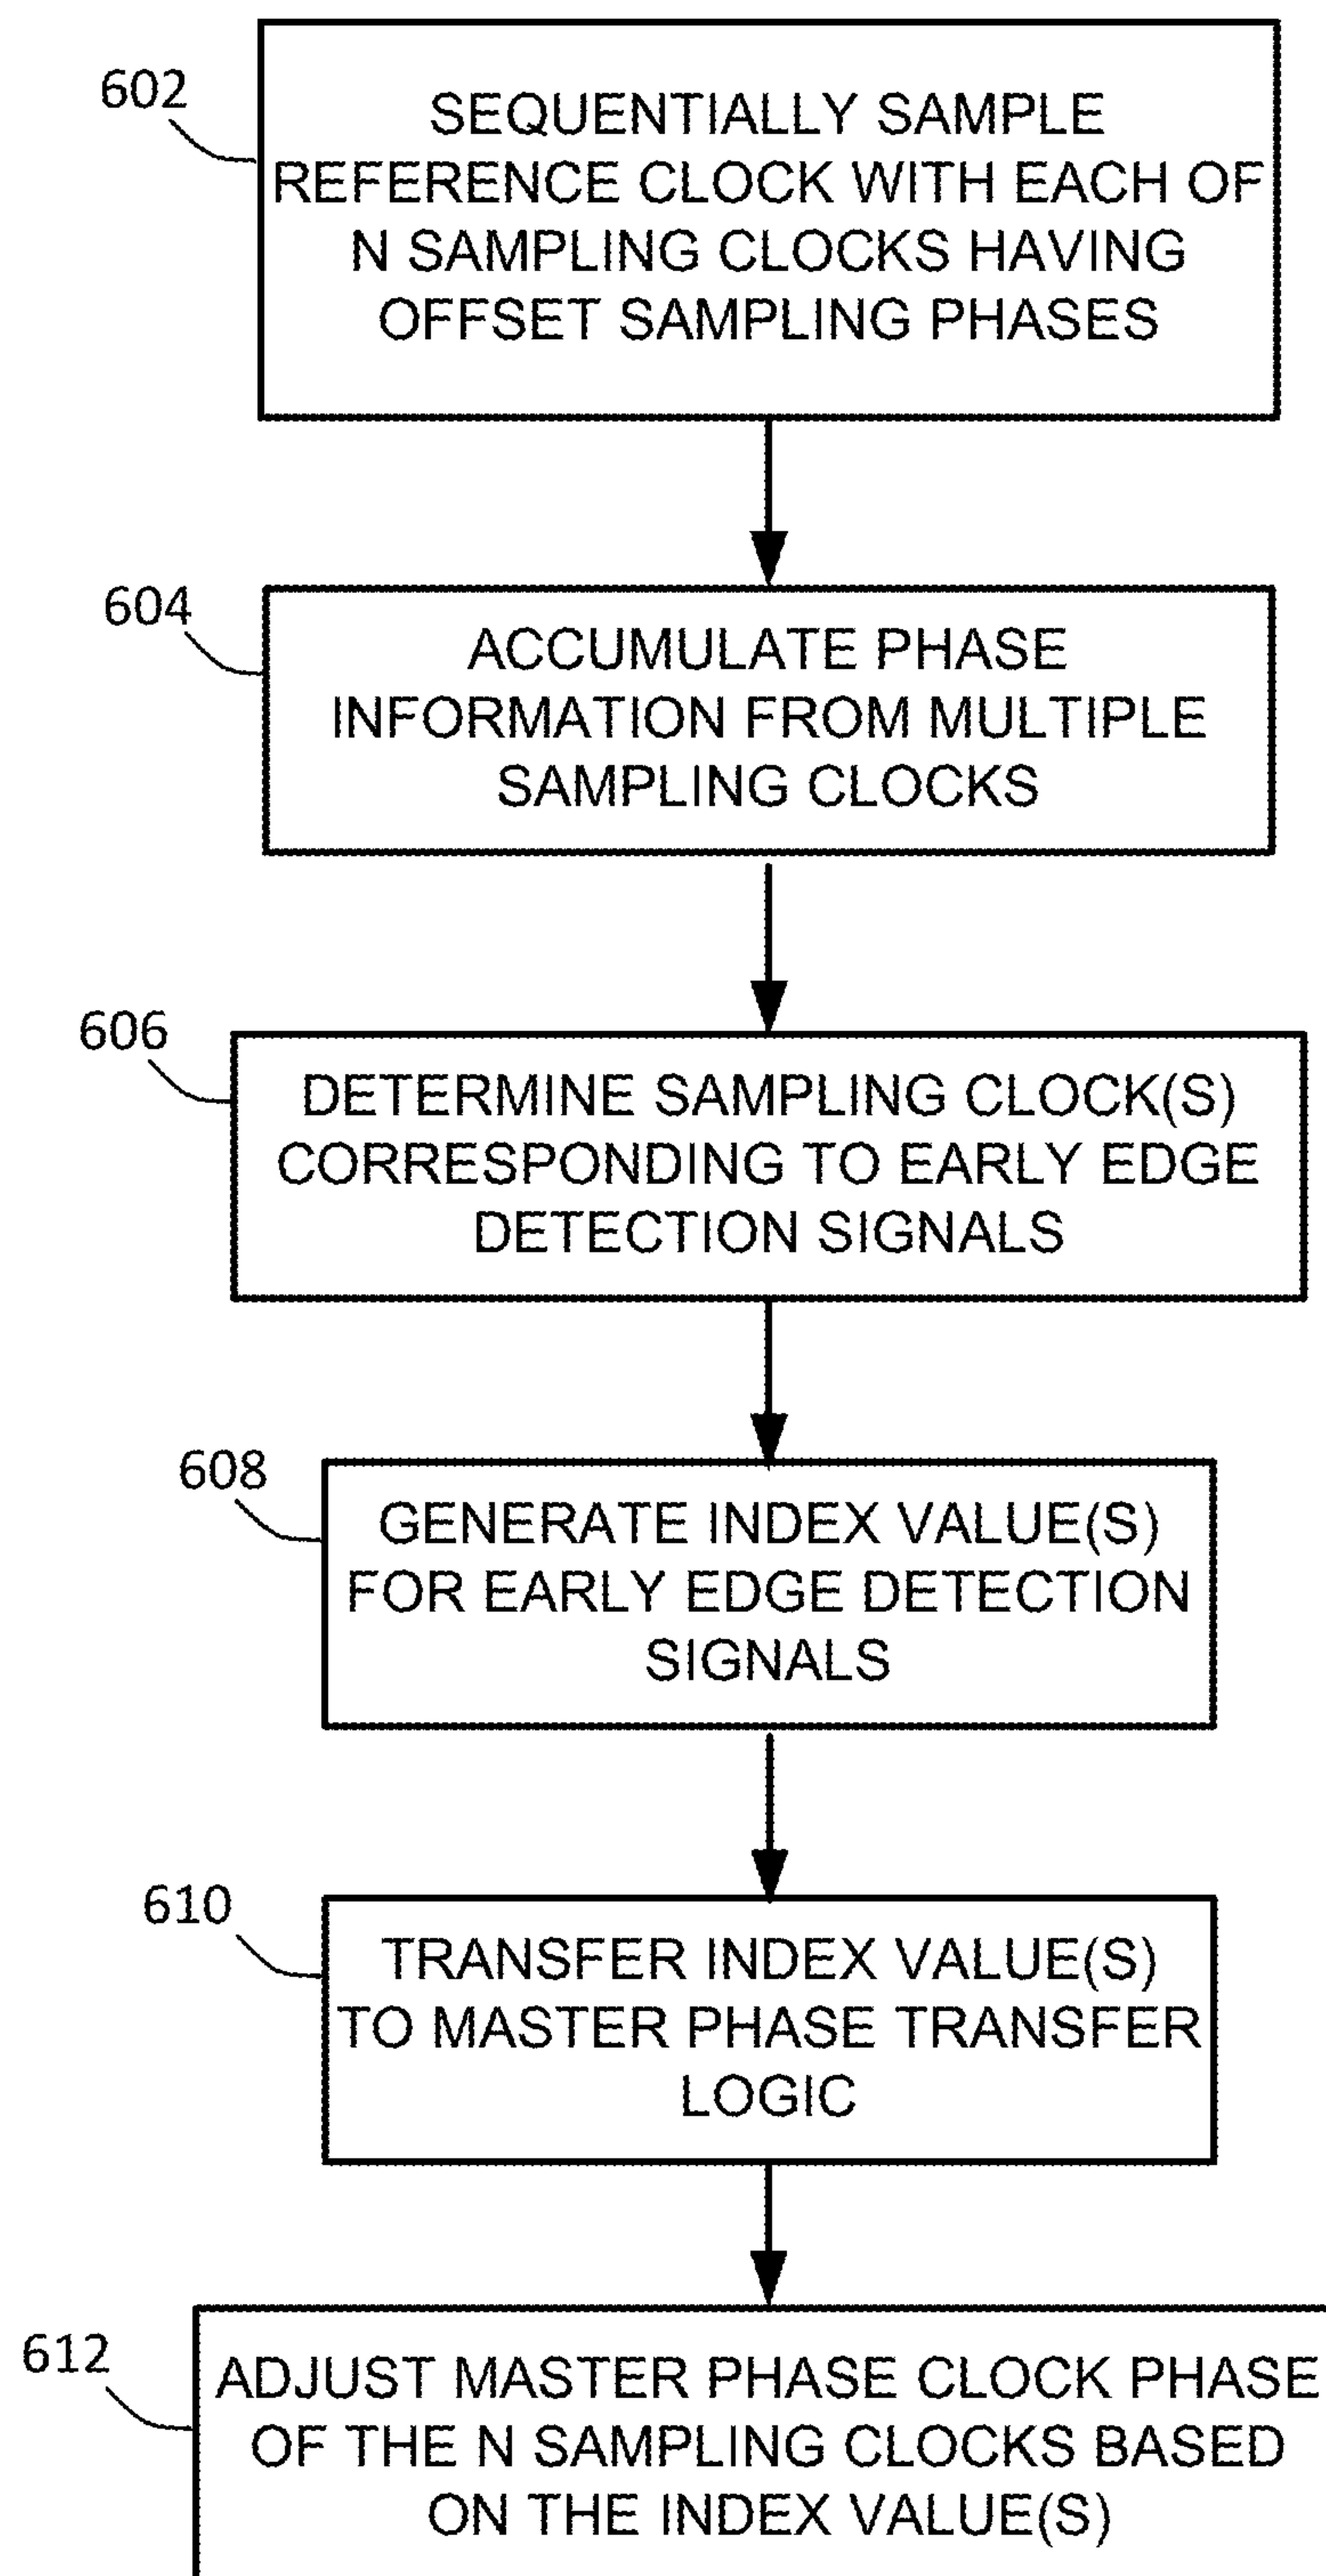 602
SEQUENTIALLY SAMPLE
REFERENCE CLOCK WITH EACH OF
N SAMPLING CLOCKS HAVING
OFFSET SAMPLING PHASES
604
ACCUMULATE PHASE
INFORMATION FROM MULTIPLE
SAMPLING CLOCKS
606
DETERMINE SAMPLING CLOCK(S)
CORRESPONDING TO EARLY EDGE
DETECTION SIGNALS
608
GENERATE INDEX VALUE(S)
FOR EARLY EDGE DETECTION
SIGNALS
610
TRANSFER INDEX VALUE(S)
TO MASTER PHASE TRANSFER
LOGIC
612
ADJUST MASTER PHASE CLOCK PHASE
OF THE N SAMPLING CLOCKS BASED
ON THE INDEX VALUE(S)